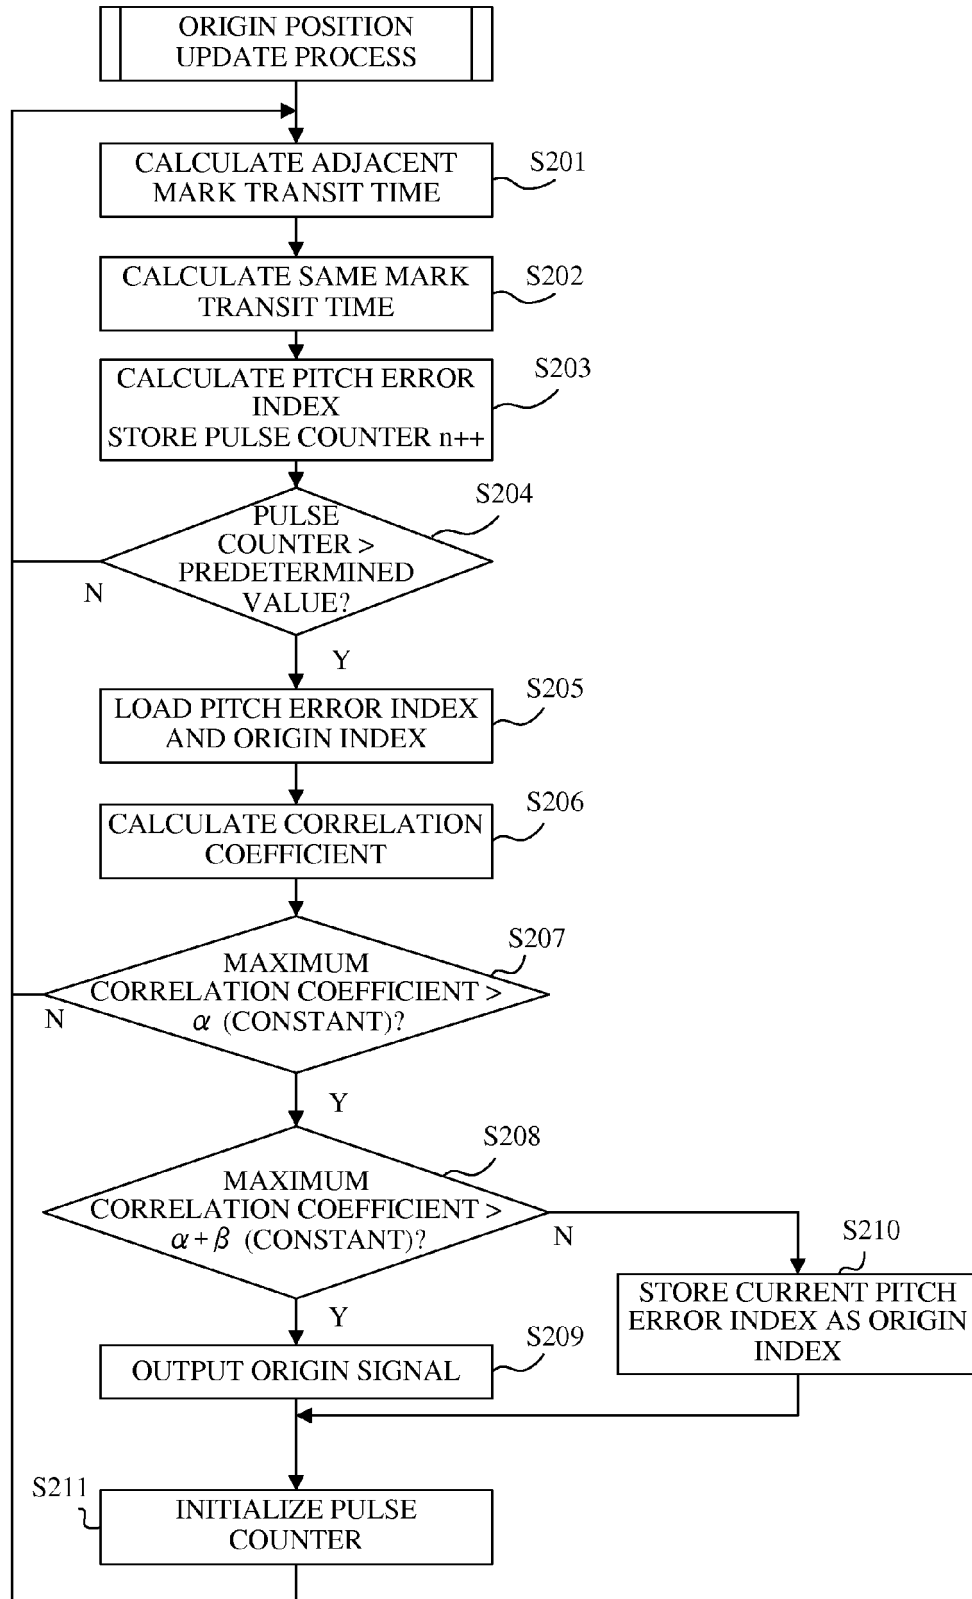 ORIGIN POSITION
UPDATE PROCESS
CALCULATE ADJACENT
MARK TRANSIT TIME
S201
CALCULATE SAME MARK
TRANSIT TIME
S202
CALCULATE PITCH ERROR
INDEX
STORE PULSE COUNTER n++
S203
PULSE
COUNTER >
PREDETERMINED
VALUE?
S204
N
Y
LOAD PITCH ERROR INDEX
AND ORIGIN INDEX
S205
CALCULATE CORRELATION
COEFFICIENT
S206
MAXIMUM
CORRELATION COEFFICIENT >
α (CONSTANT)?
S207
N
Y
MAXIMUM
CORRELATION COEFFICIENT >
α+β (CONSTANT)?
S208
N
Y
S210
STORE CURRENT PITCH
ERROR INDEX AS ORIGIN
INDEX
OUTPUT ORIGIN SIGNAL
S209
S211
INITIALIZE PULSE
COUNTER